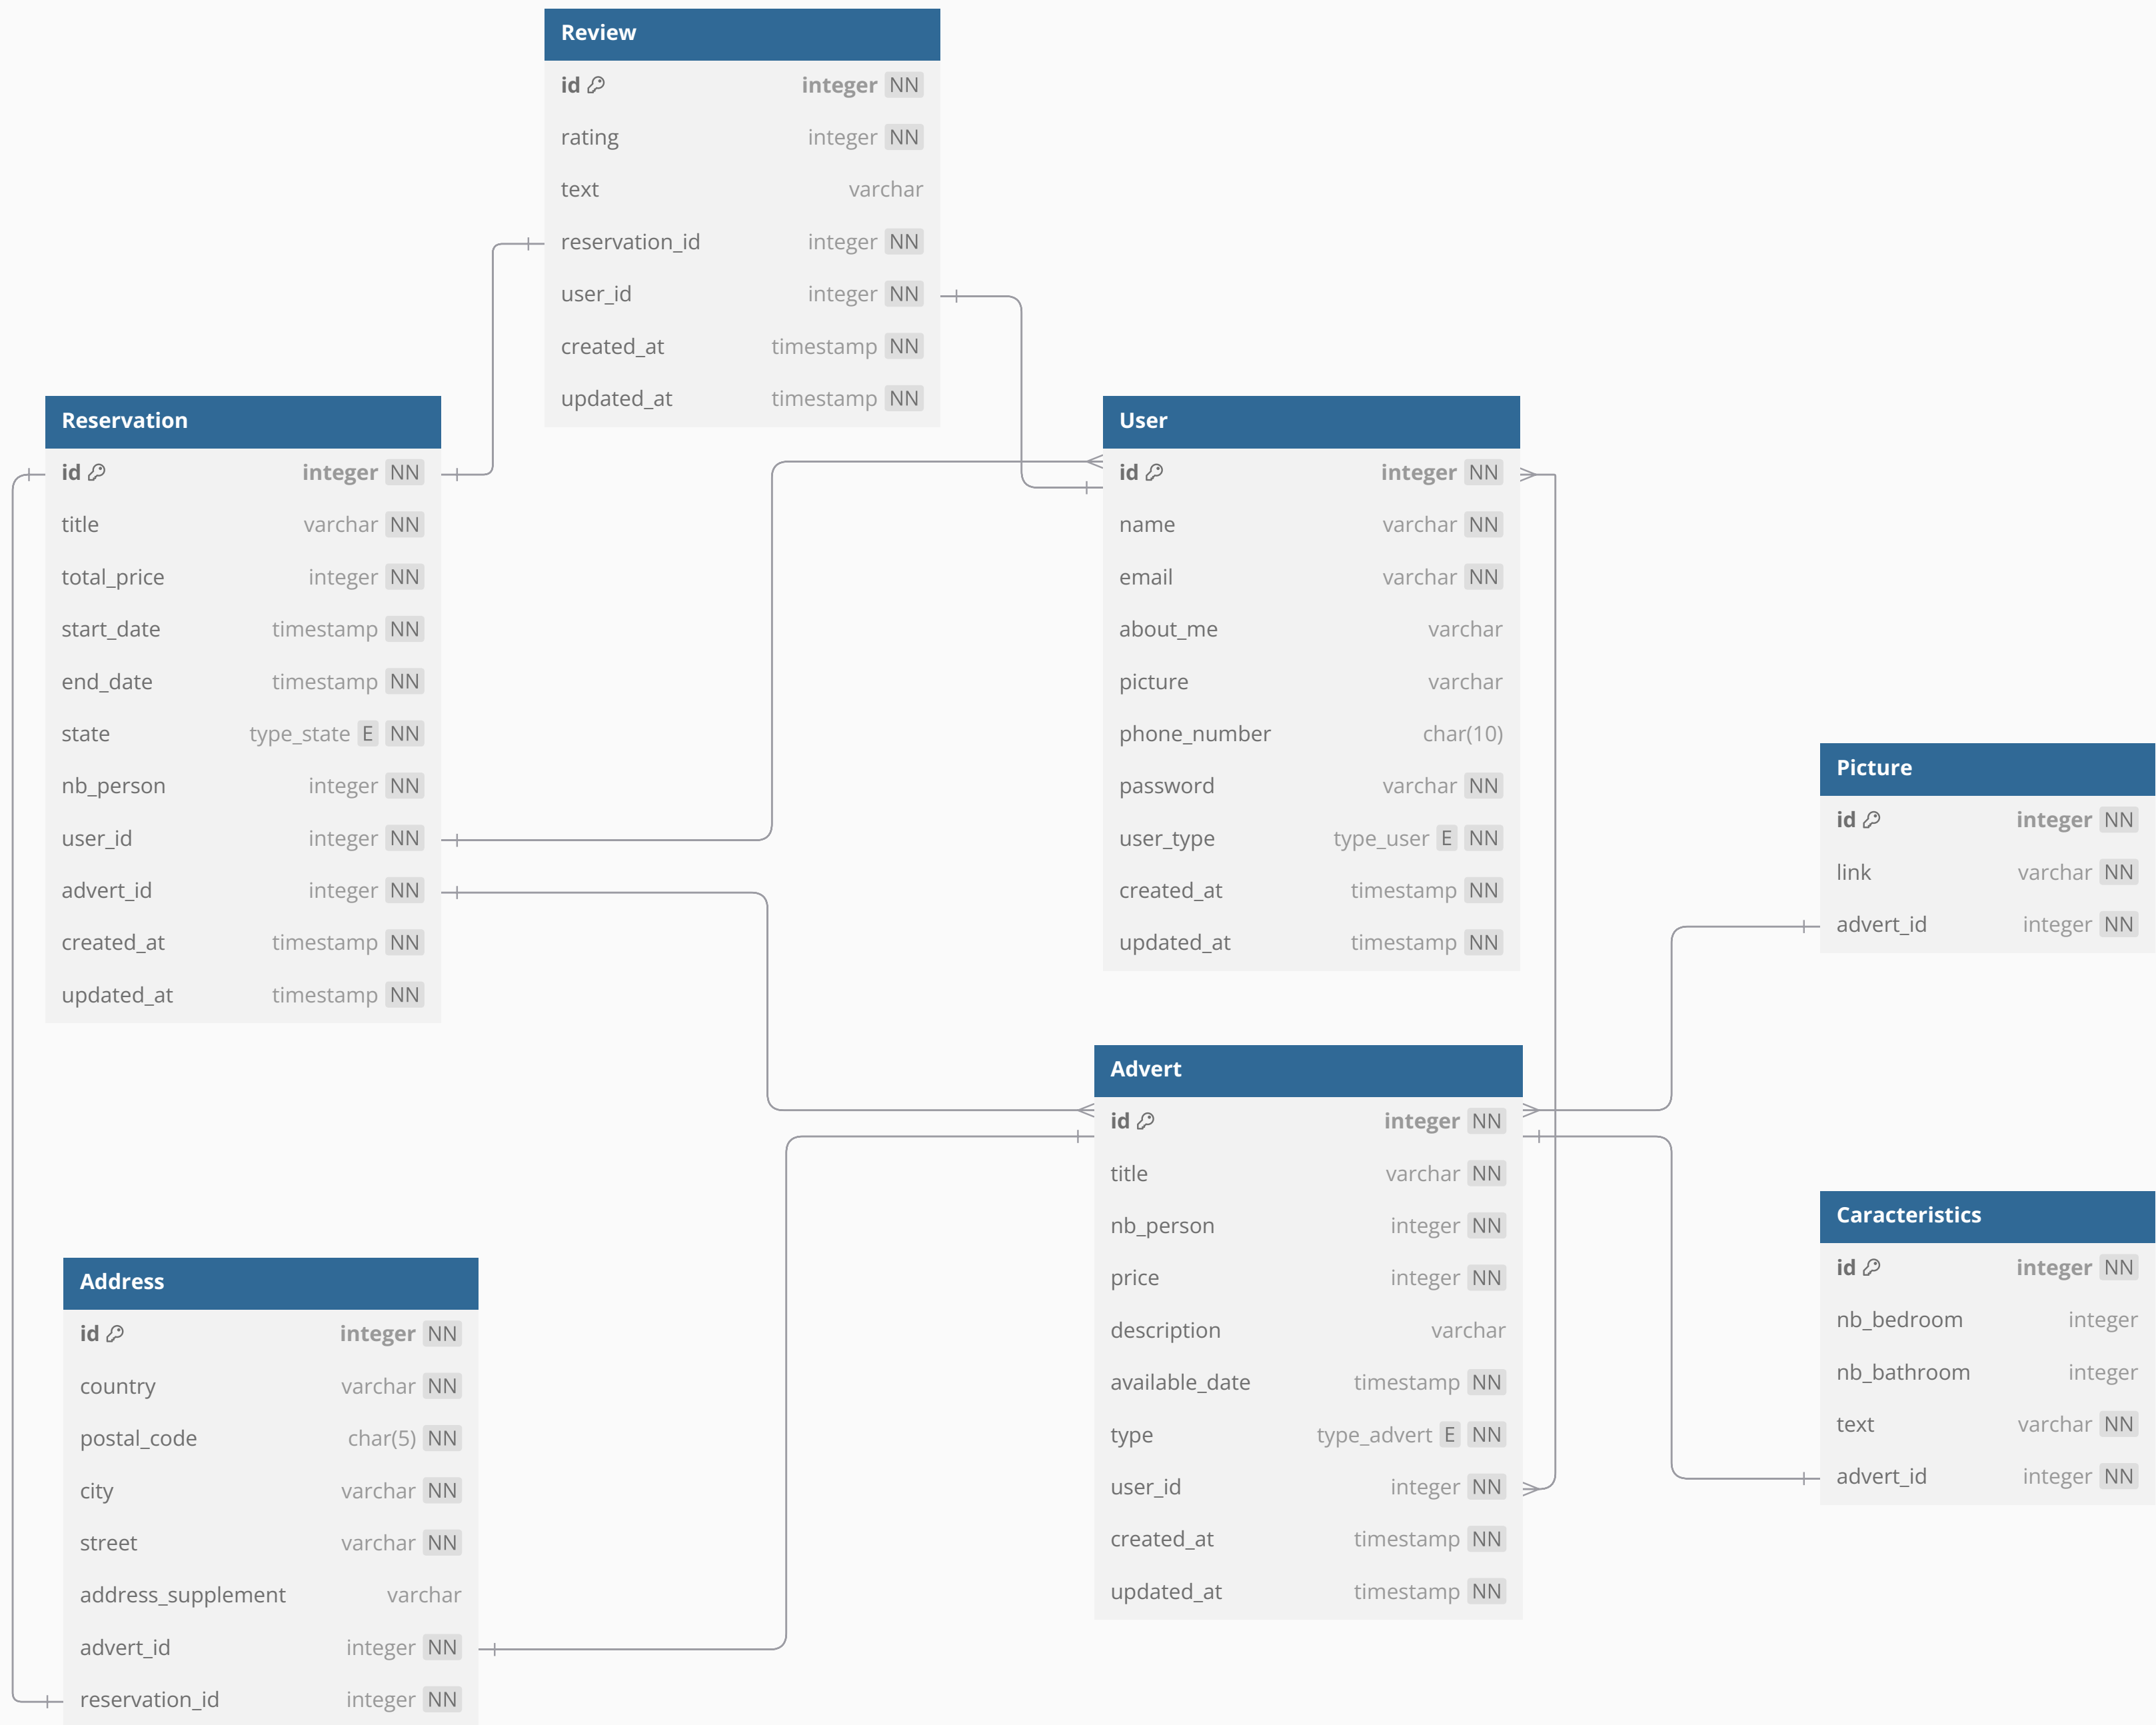 Review
id integer NN
rating integer NN
text varchar
reservation_id integer NN
user_id integer NN
created_at timestamp NN
updated_at timestamp NN
Reservation
id integer NN
title varchar NN
total_price integer NN
start_date timestamp NN
end_date timestamp NN
state type_state E NN
nb_person integer NN
user_id integer NN
advert_id integer NN
created_at timestamp NN
updated_at timestamp NN
User
id integer NN
name varchar NN
email varchar NN
about_me varchar
picture varchar
phone_number char(10)
password varchar NN
user_type type_user E NN
created_at timestamp NN
updated_at timestamp NN
Picture
id integer NN
link varchar NN
advert_id integer NN
Advert
id integer NN
title varchar NN
nb_person integer NN
price integer NN
description varchar
available_date timestamp NN
type type_advert E NN
user_id integer NN
created_at timestamp NN
updated_at timestamp NN
Caracteristics
id integer NN
nb_bedroom integer
nb_bathroom integer
text varchar NN
advert_id integer NN
Address
id integer NN
country varchar NN
postal_code char(5) NN
city varchar NN
street varchar NN
address_supplement varchar
advert_id integer NN
reservation_id integer NN